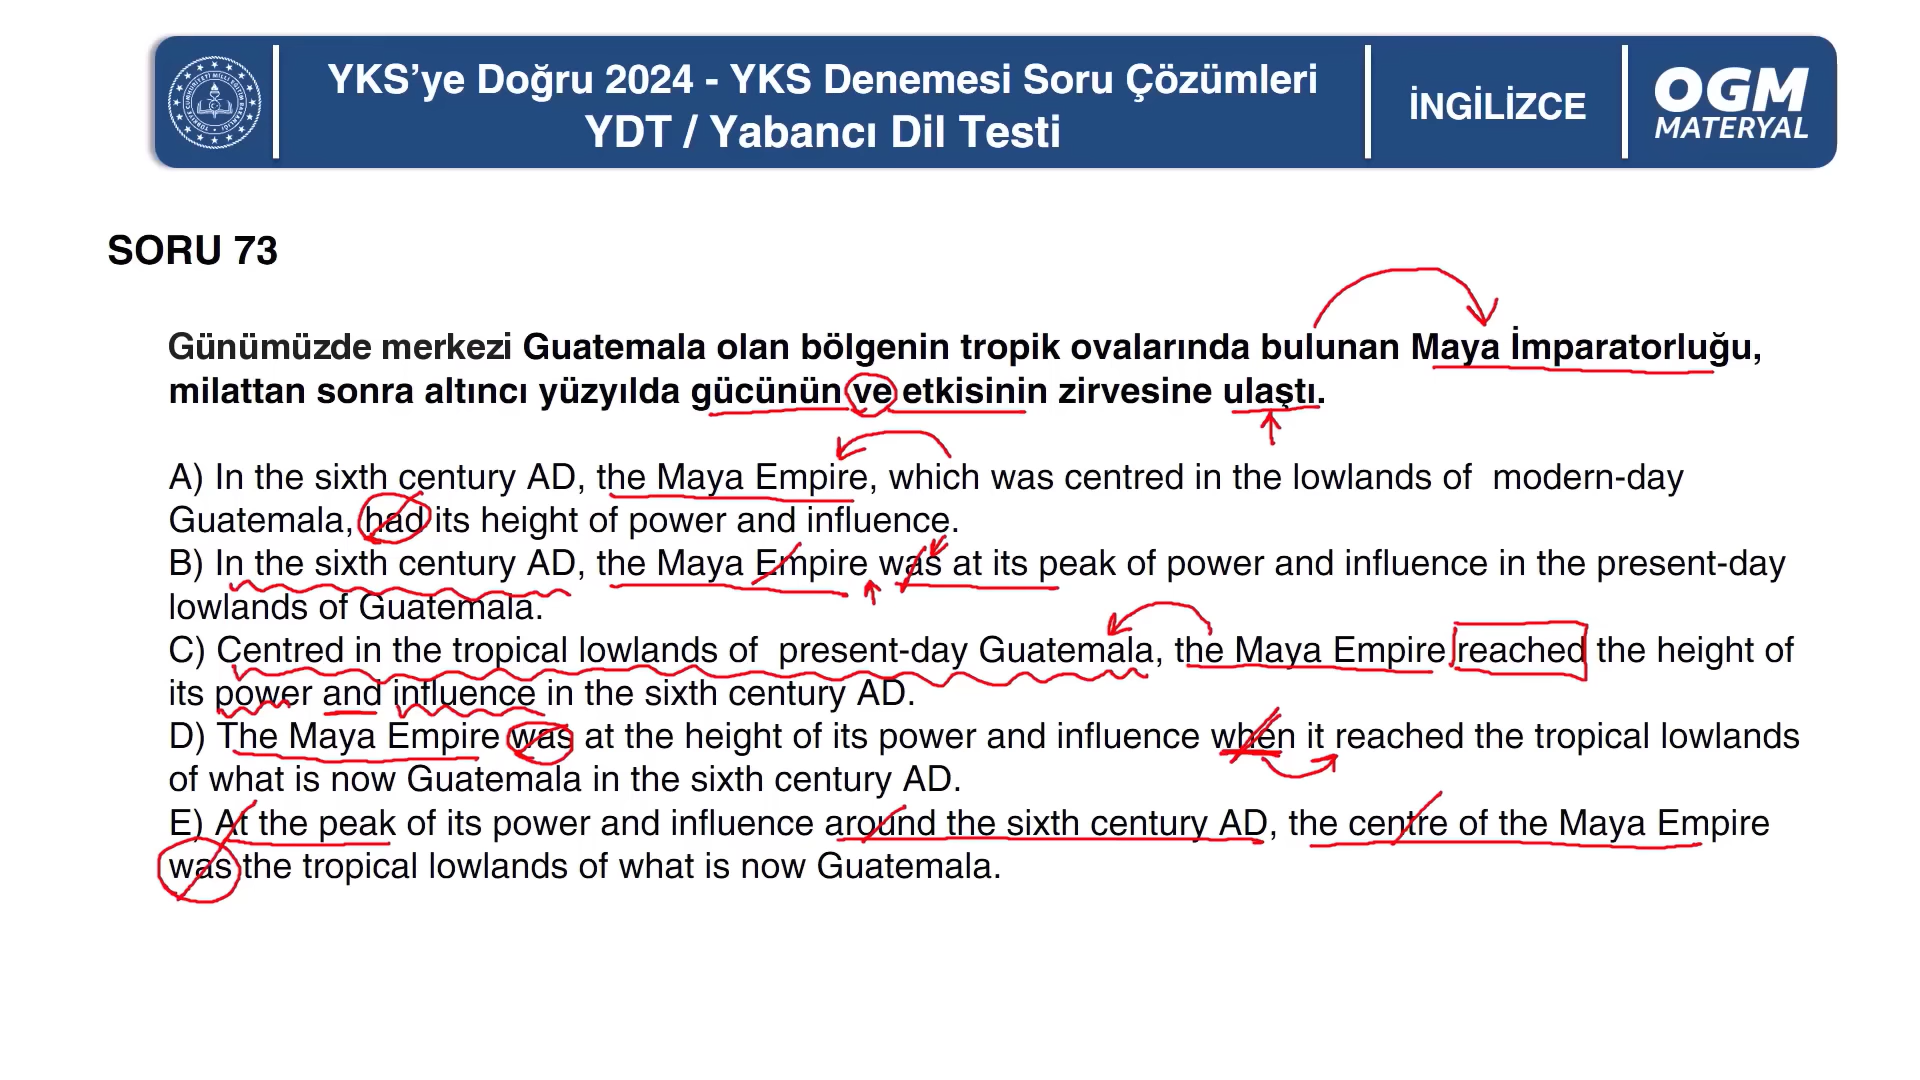 YKS’ye Doğru 2024 - YKS Denemesi Soru Çözümleri
YDT / Yabancı Dil Testi
İNGİLİZCE
OGM
MATERYAL
SORU 73
Günümüzde merkezi Guatemala olan bölgenin tropik ovalarında bulunan Maya İmparatorluğu,
milattan sonra altıncı yüzyılda gücünün ve etkisinin zirvesine ulaştı.
A) In the sixth century AD, the Maya Empire, which was centred in the lowlands of modern-day
Guatemala, had its height of power and influence.
B) In the sixth century AD, the Maya Empire was at its peak of power and influence in the present-day
lowlands of Guatemala.
C) Centred in the tropical lowlands of present-day Guatemala, the Maya Empire reached the height of
its power and influence in the sixth century AD.
D) The Maya Empire was at the height of its power and influence when it reached the tropical lowlands
of what is now Guatemala in the sixth century AD.
E) At the peak of its power and influence around the sixth century AD, the centre of the Maya Empire
was the tropical lowlands of what is now Guatemala.